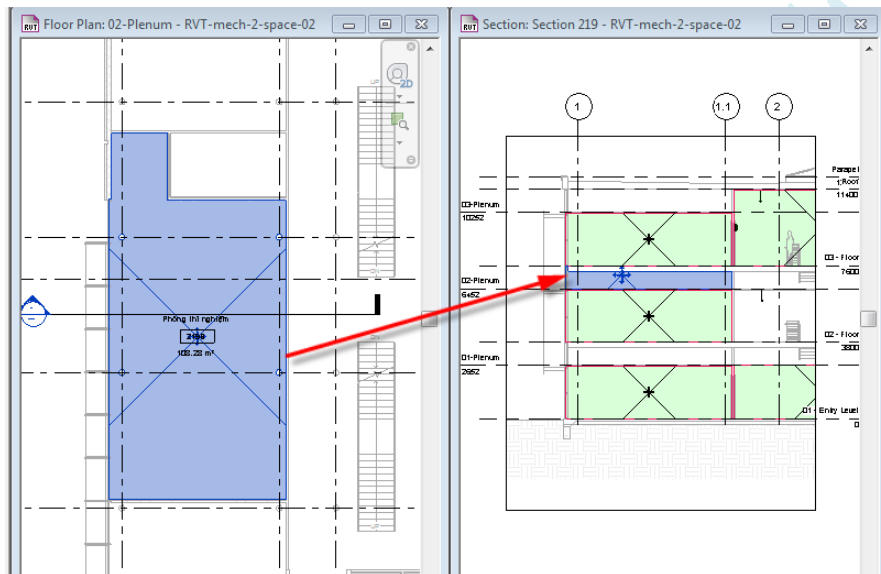 Floor Plan: 02-Plenum - RVT-mech-2-space-02
2D
Phòng thí nghiệm
108.28 m²
Section: Section 219 - RVT-mech-2-space-02
1
1.1
2
Parapet
Roof
11400
03-Plenum
10252
03 - Floor
7600
02-Plenum
6452
02 - Floor
3800
01-Plenum
2652
01 - Entry Level
0